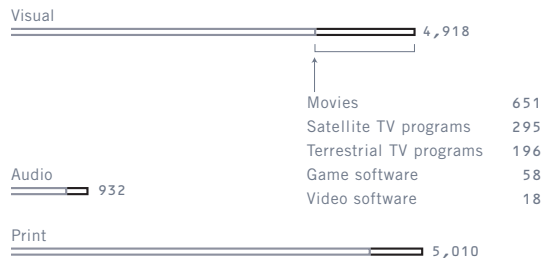 Visual
4,918
Movies 651
Satellite TV programs 295
Terrestrial TV programs 196
Game software 58
Video software 18
Audio
932
Print
5,010